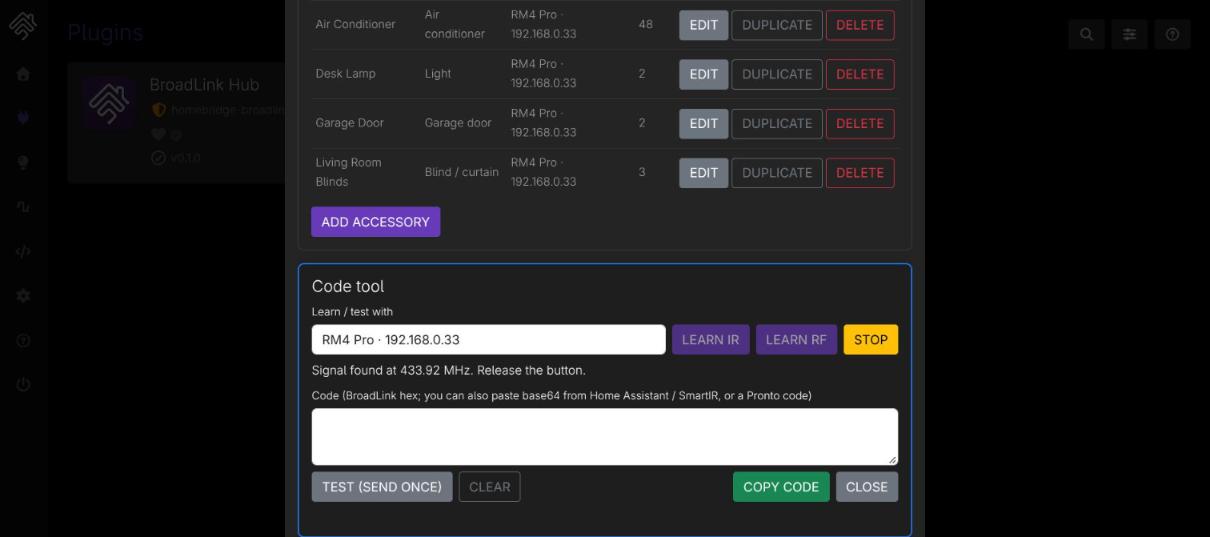 Plugins
BroadLink Hub
homebridge-broadlin
0
v0.1.0
Air Conditioner
Air
conditioner
RM4 Pro ·
192.168.0.33
48
EDIT
DUPLICATE
DELETE
Desk Lamp
Light
RM4 Pro ·
192.168.0.33
2
EDIT
DUPLICATE
DELETE
Garage Door
Garage door
RM4 Pro ·
192.168.0.33
2
EDIT
DUPLICATE
DELETE
Living Room
Blinds
Blind / curtain
RM4 Pro ·
192.168.0.33
3
EDIT
DUPLICATE
DELETE
ADD ACCESSORY
Code tool
Learn / test with
RM4 Pro · 192.168.0.33
LEARN IR
LEARN RF
STOP
Signal found at 433.92 MHz. Release the button.
Code (BroadLink hex; you can also paste base64 from Home Assistant / SmartIR, or a Pronto code)
TEST (SEND ONCE)
CLEAR
COPY CODE
CLOSE